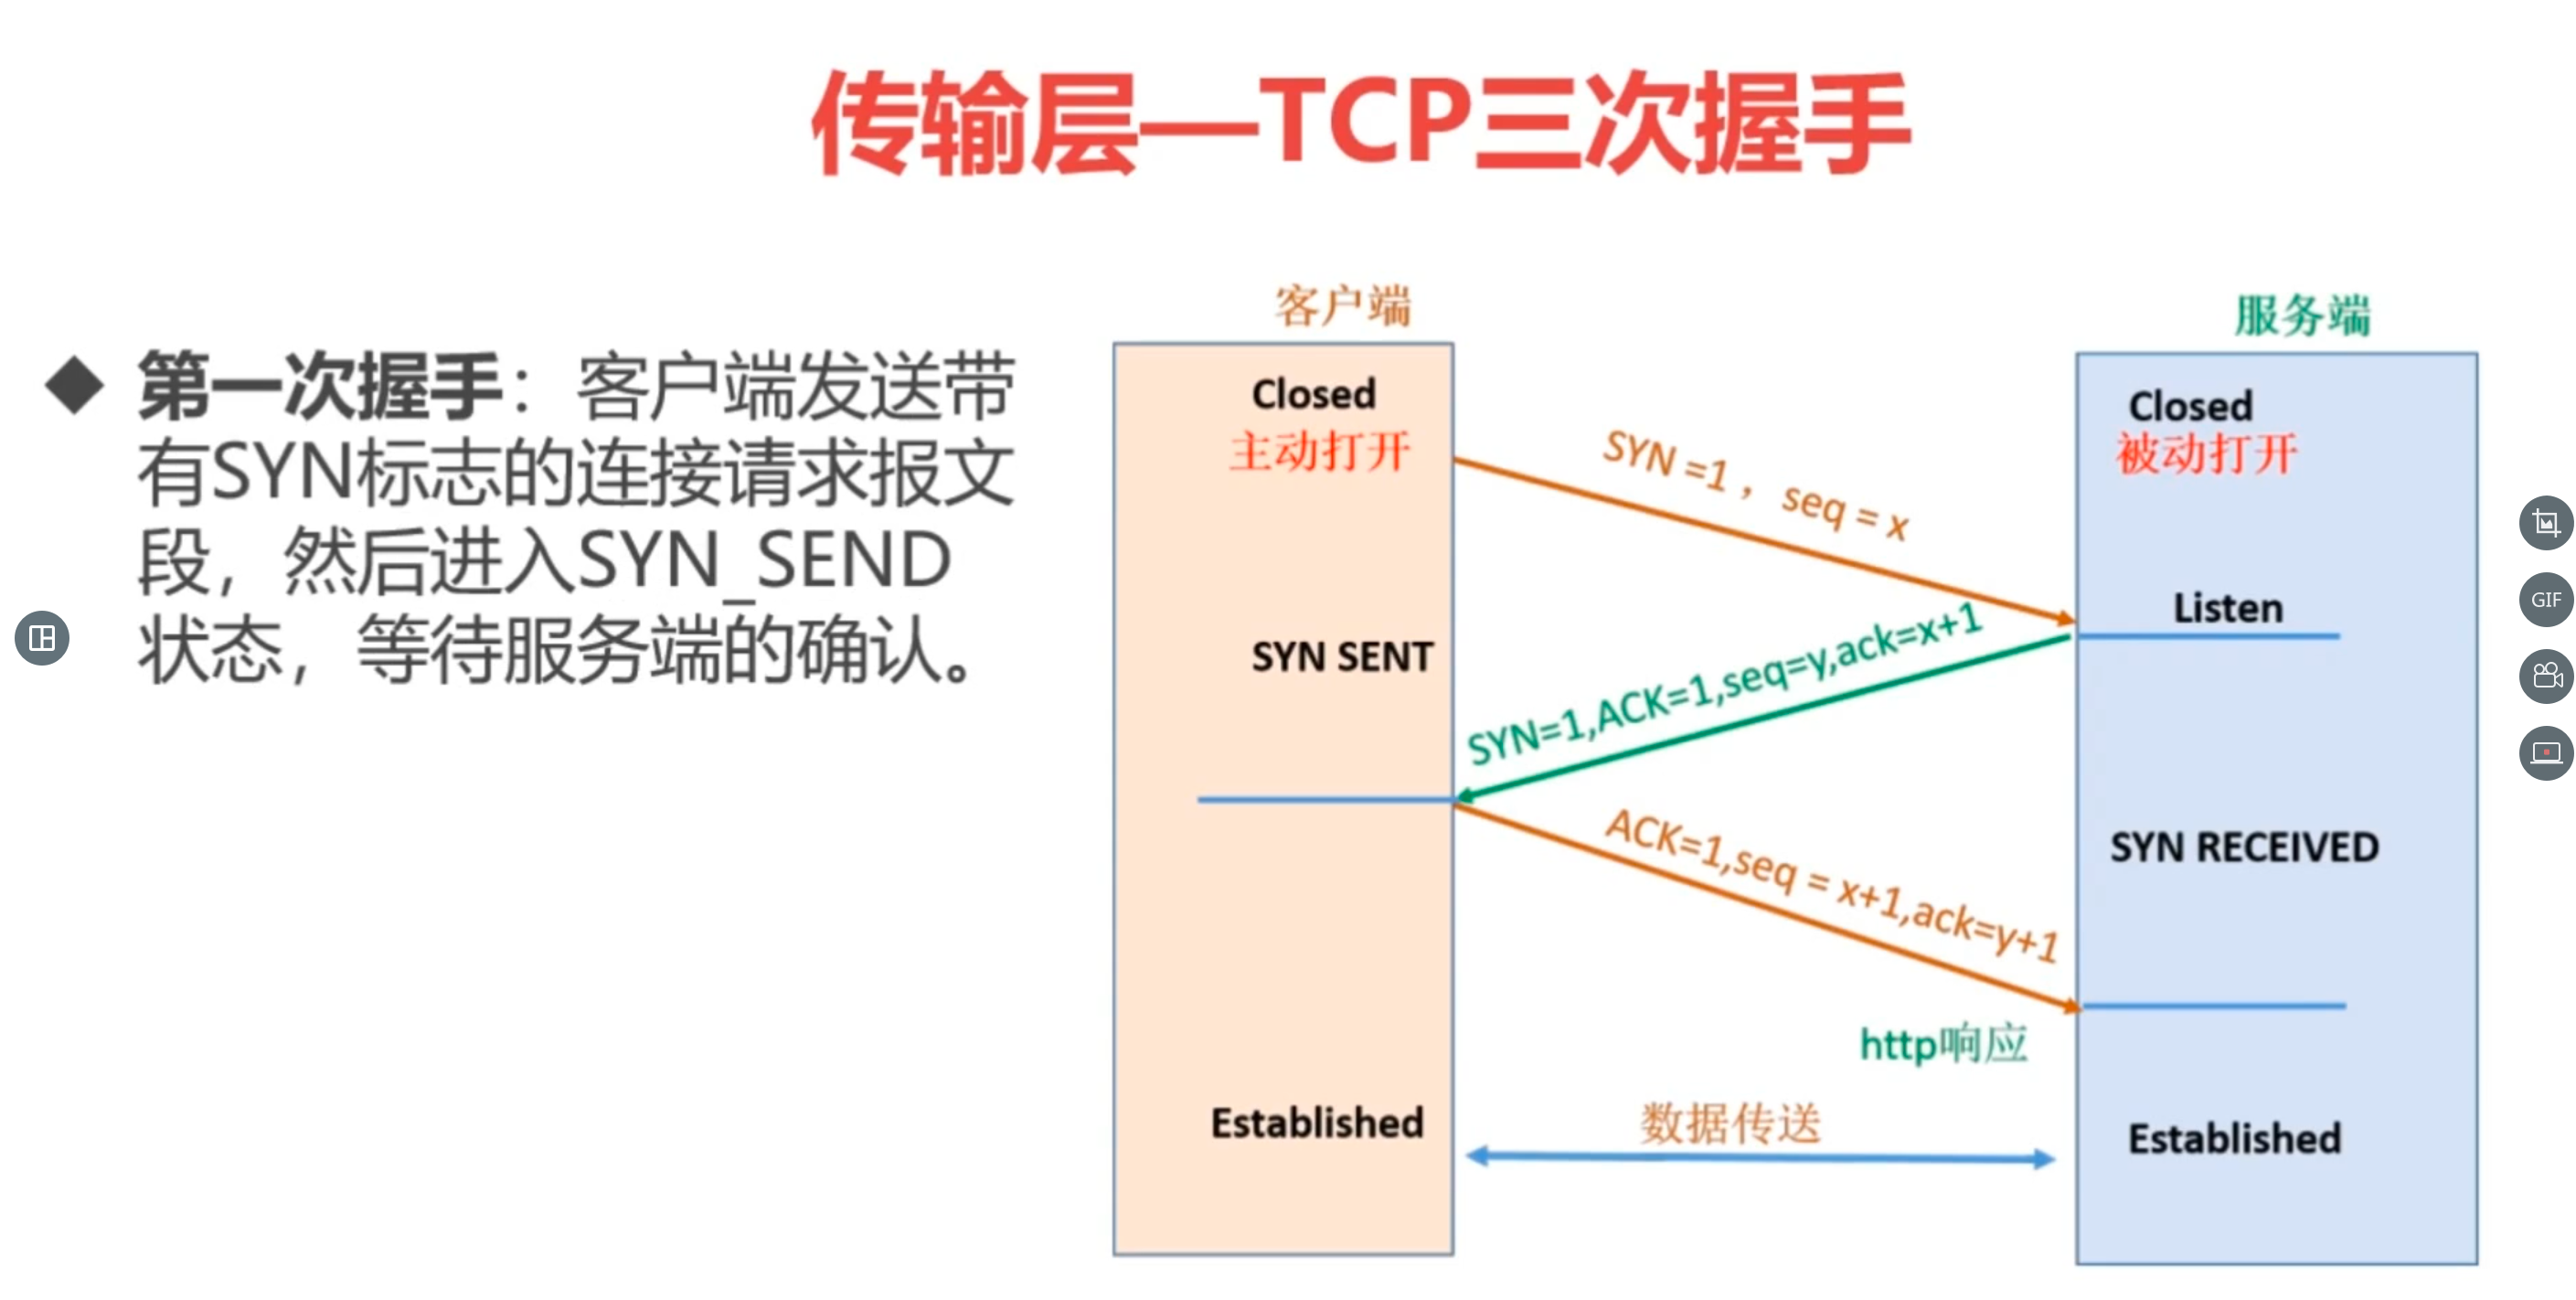 传输层—TCP三次握手
◆ 第一次握手：客户端发送带
有SYN标志的连接请求报文
段，然后进入SYN_SEND
状态，等待服务端的确认。
客户端
服务端
Closed
主动打开
Closed
被动打开
SYN =1 ，seq = x
Listen
SYN SENT
SYN=1,ACK=1,seq=y,ack=x+1
ACK=1,seq = x+1,ack=y+1
SYN RECEIVED
http响应
数据传送
Established
Established
GIF